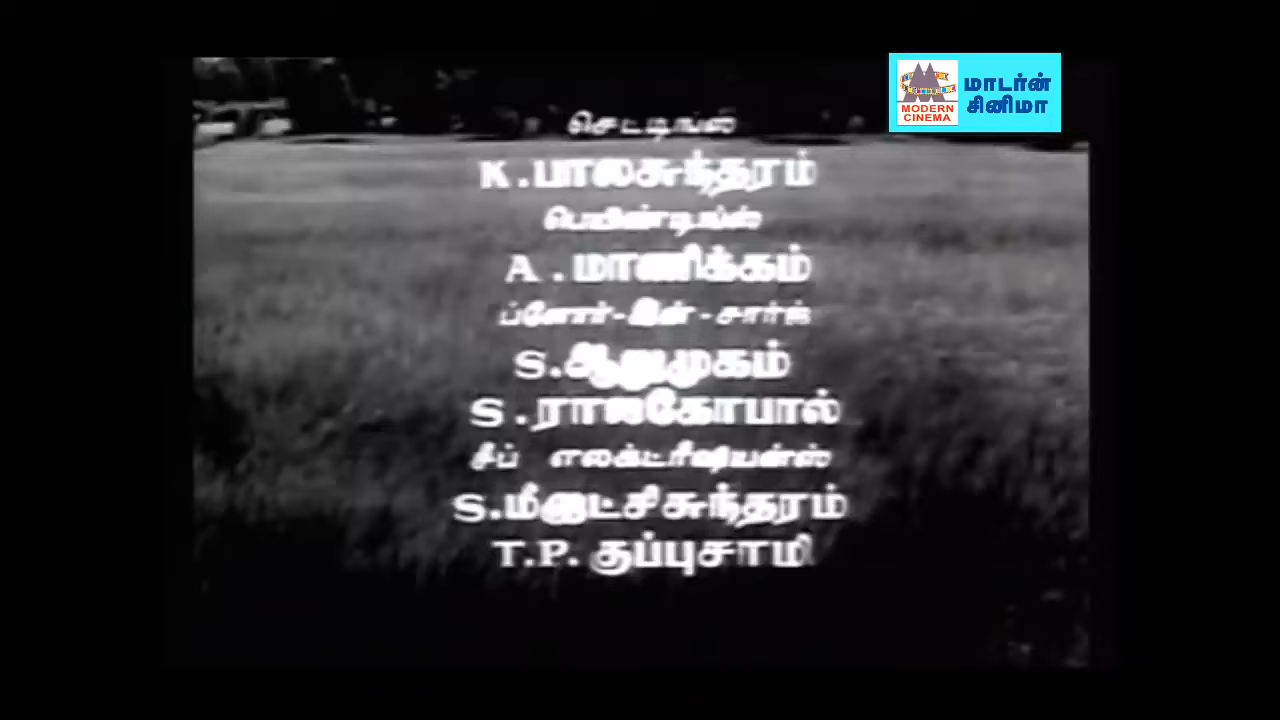 மாடர்ன்
சினிமா
MODERN
CINEMA
செட்டிங்ஸ்
K.பாலசுந்தரம்
பெயிண்டிங்ஸ்
A.மாணிக்கம்
ப்ளோர்-இன்-சார்ஜ்
S.ஆறுமுகம்
S.ராஜகோபால்
சீப் எலக்ட்ரீஷியன்ஸ்
S.மீனாட்சிசுந்தரம்
T.P. குப்புசாமி